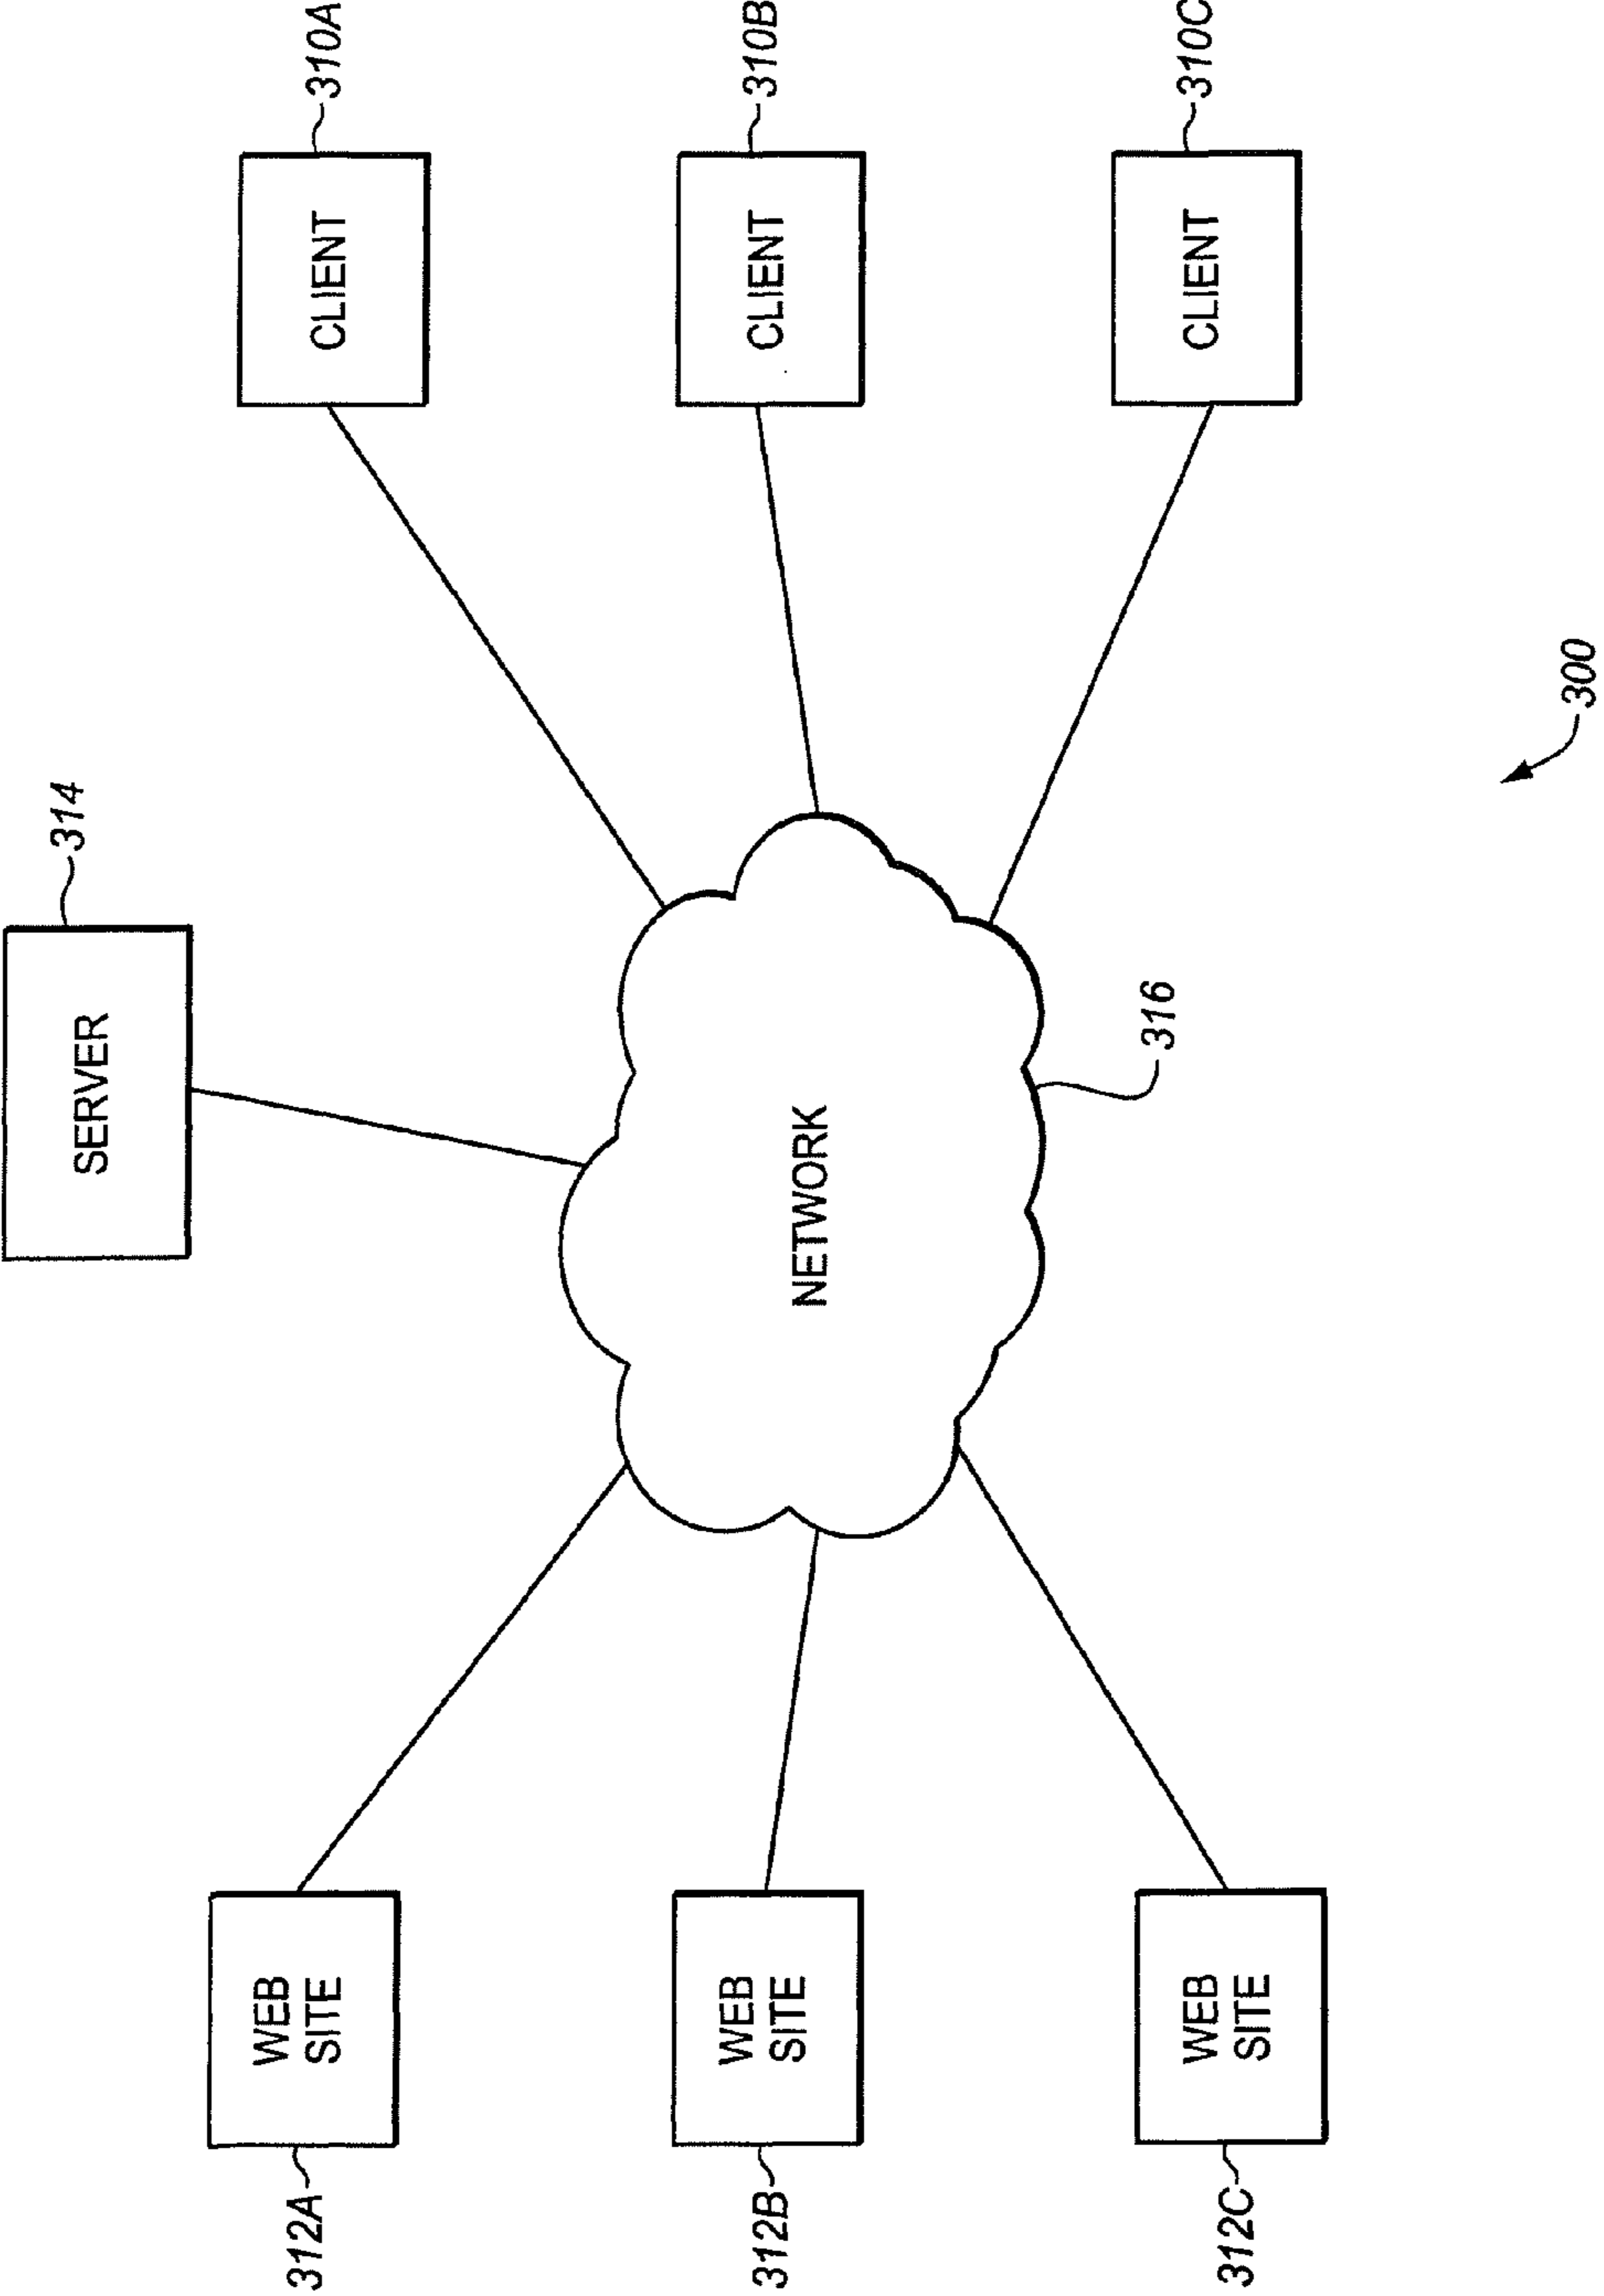 314
SERVER
312A
WEB
SITE
CLIENT
310A
312B
WEB
SITE
NETWORK
CLIENT
310B
316
312C
WEB
SITE
CLIENT
310C
300